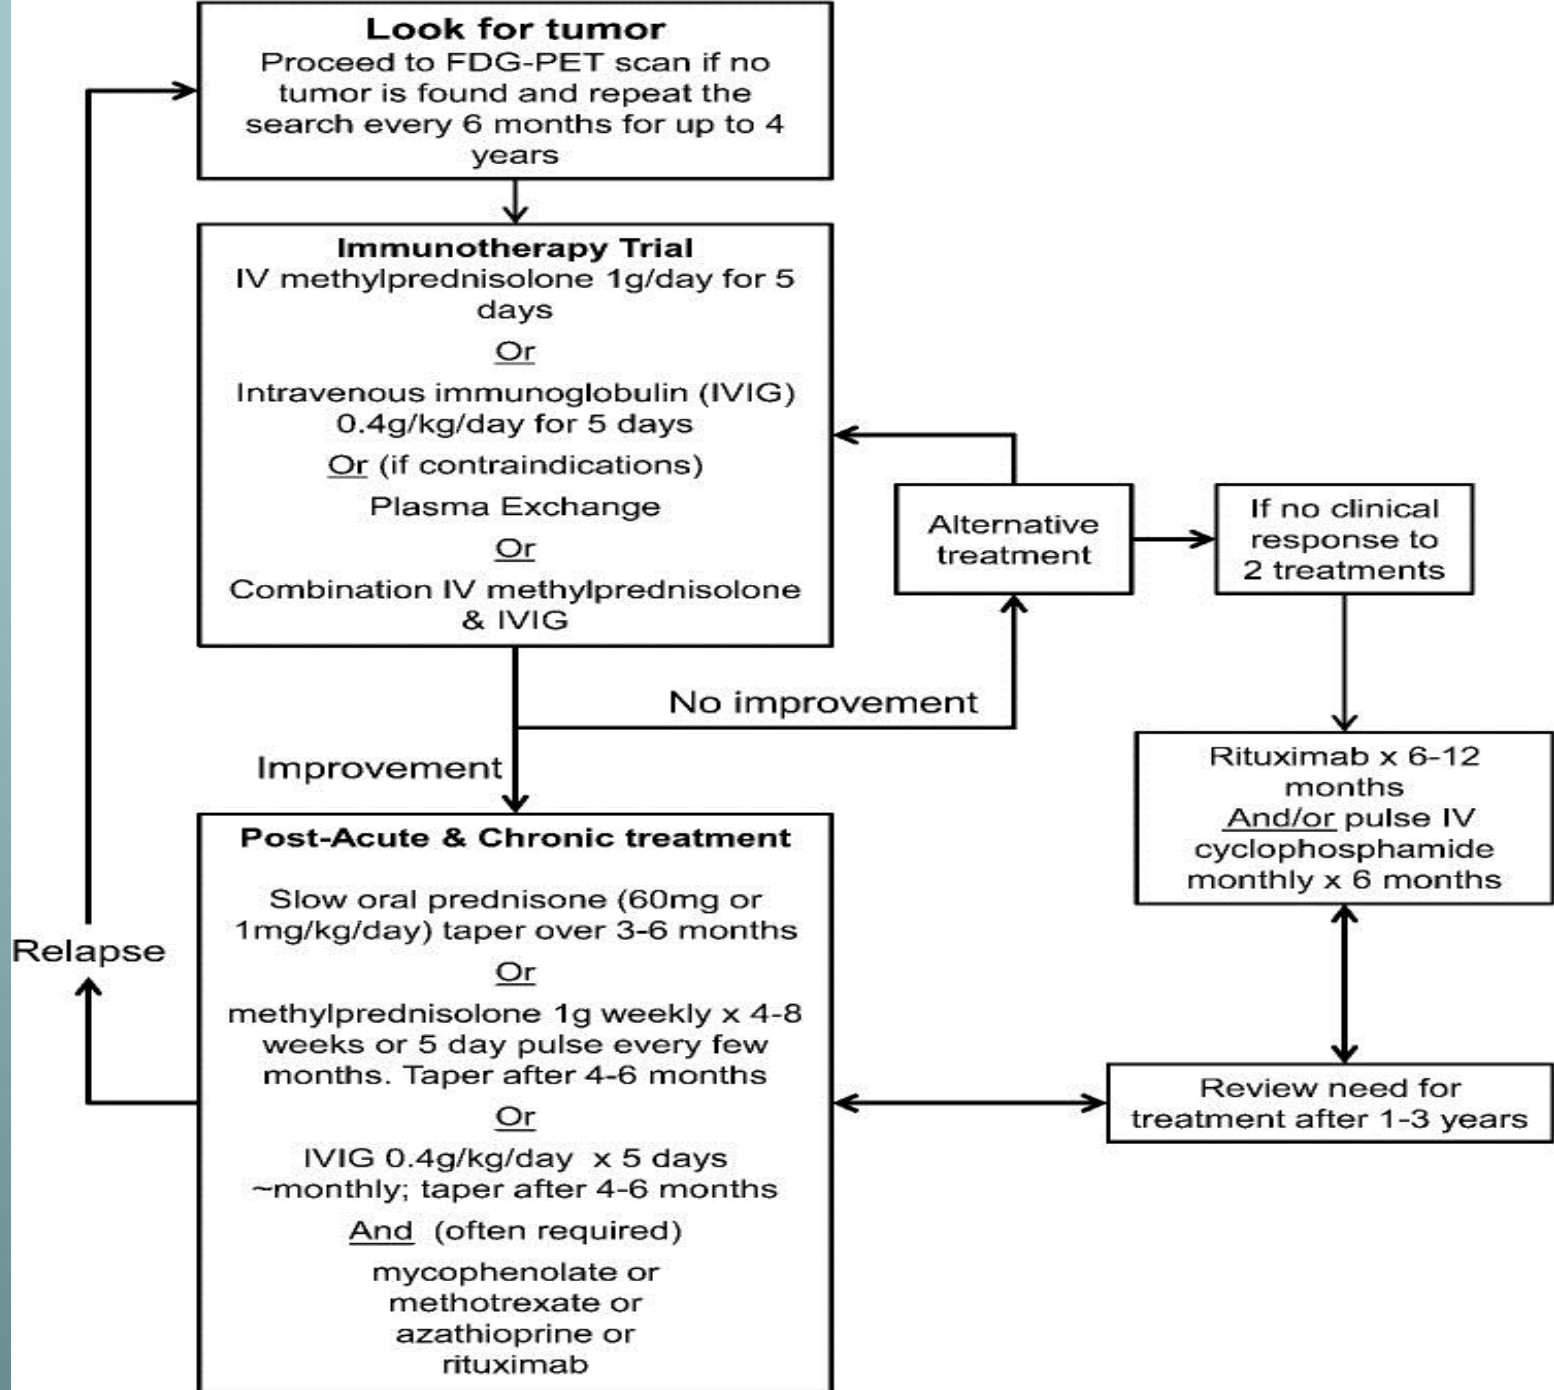 Look for tumor
Proceed to FDG-PET scan if no
tumor is found and repeat the
search every 6 months for up to 4
years
Immunotherapy Trial
IV methylprednisolone 1g/day for 5
days
Or
Intravenous immunoglobulin (IVIG)
0.4g/kg/day for 5 days
Or (if contraindications)
Plasma Exchange
Or
Combination IV methylprednisolone
& IVIG
Alternative
treatment
If no clinical
response to
2 treatments
No improvement
Improvement
Rituximab x 6-12
months
And/or pulse IV
cyclophosphamide
monthly x 6 months
Post-Acute & Chronic treatment
Slow oral prednisone (60mg or
1mg/kg/day) taper over 3-6 months
Or
methylprednisolone 1g weekly x 4-8
weeks or 5 day pulse every few
months. Taper after 4-6 months
Or
IVIG 0.4g/kg/day x 5 days
~monthly; taper after 4-6 months
And (often required)
mycophenolate or
methotrexate or
azathioprine or
rituximab
Relapse
Review need for
treatment after 1-3 years